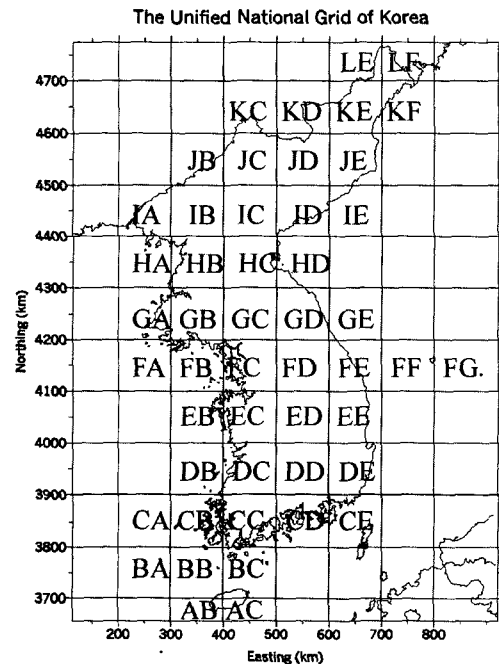 The Unified National Grid of Korea
LE LF
4700
KC KD KE KF
4600
JB JC JD JE
4500
IA IB IC ID IE
4400
HA HB HC HD
4300
GA GB GC GD GE
4200
FA FB FC FD FE FF FG.
4100
EB EC ED EE
4000
DB DC DD DE
3900
CA CB CC CD CE
3800
BA BB BC
3700
AB AC
Northing (km)
200 300 400 500 600 700 800
Easting (km)